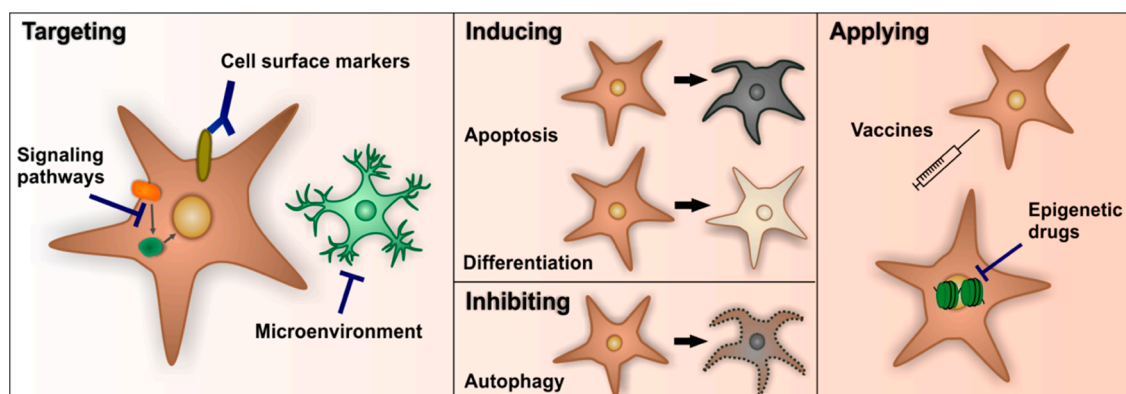 Targeting
Cell surface markers
Signaling
pathways
Microenvironment
Inducing
Apoptosis
Differentiation
Inhibiting
Autophagy
Applying
Vaccines
Epigenetic
drugs